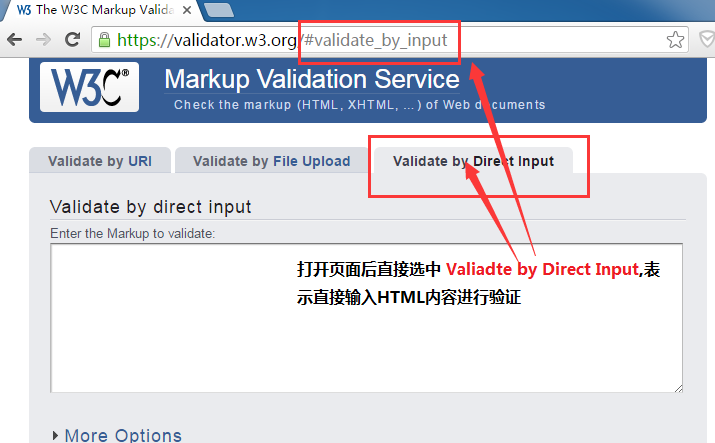 W3 The W3C Markup Valida
https://validator.w3.org/#validate_by_input
W3C® Markup Validation Service
Check the markup (HTML, XHTML, ...) of Web documents
Validate by URI Validate by File Upload Validate by Direct Input
Validate by direct input
Enter the Markup to validate:
打开页面后直接选中 Valiadte by Direct Input,表
示直接输入HTML内容进行验证
More Options